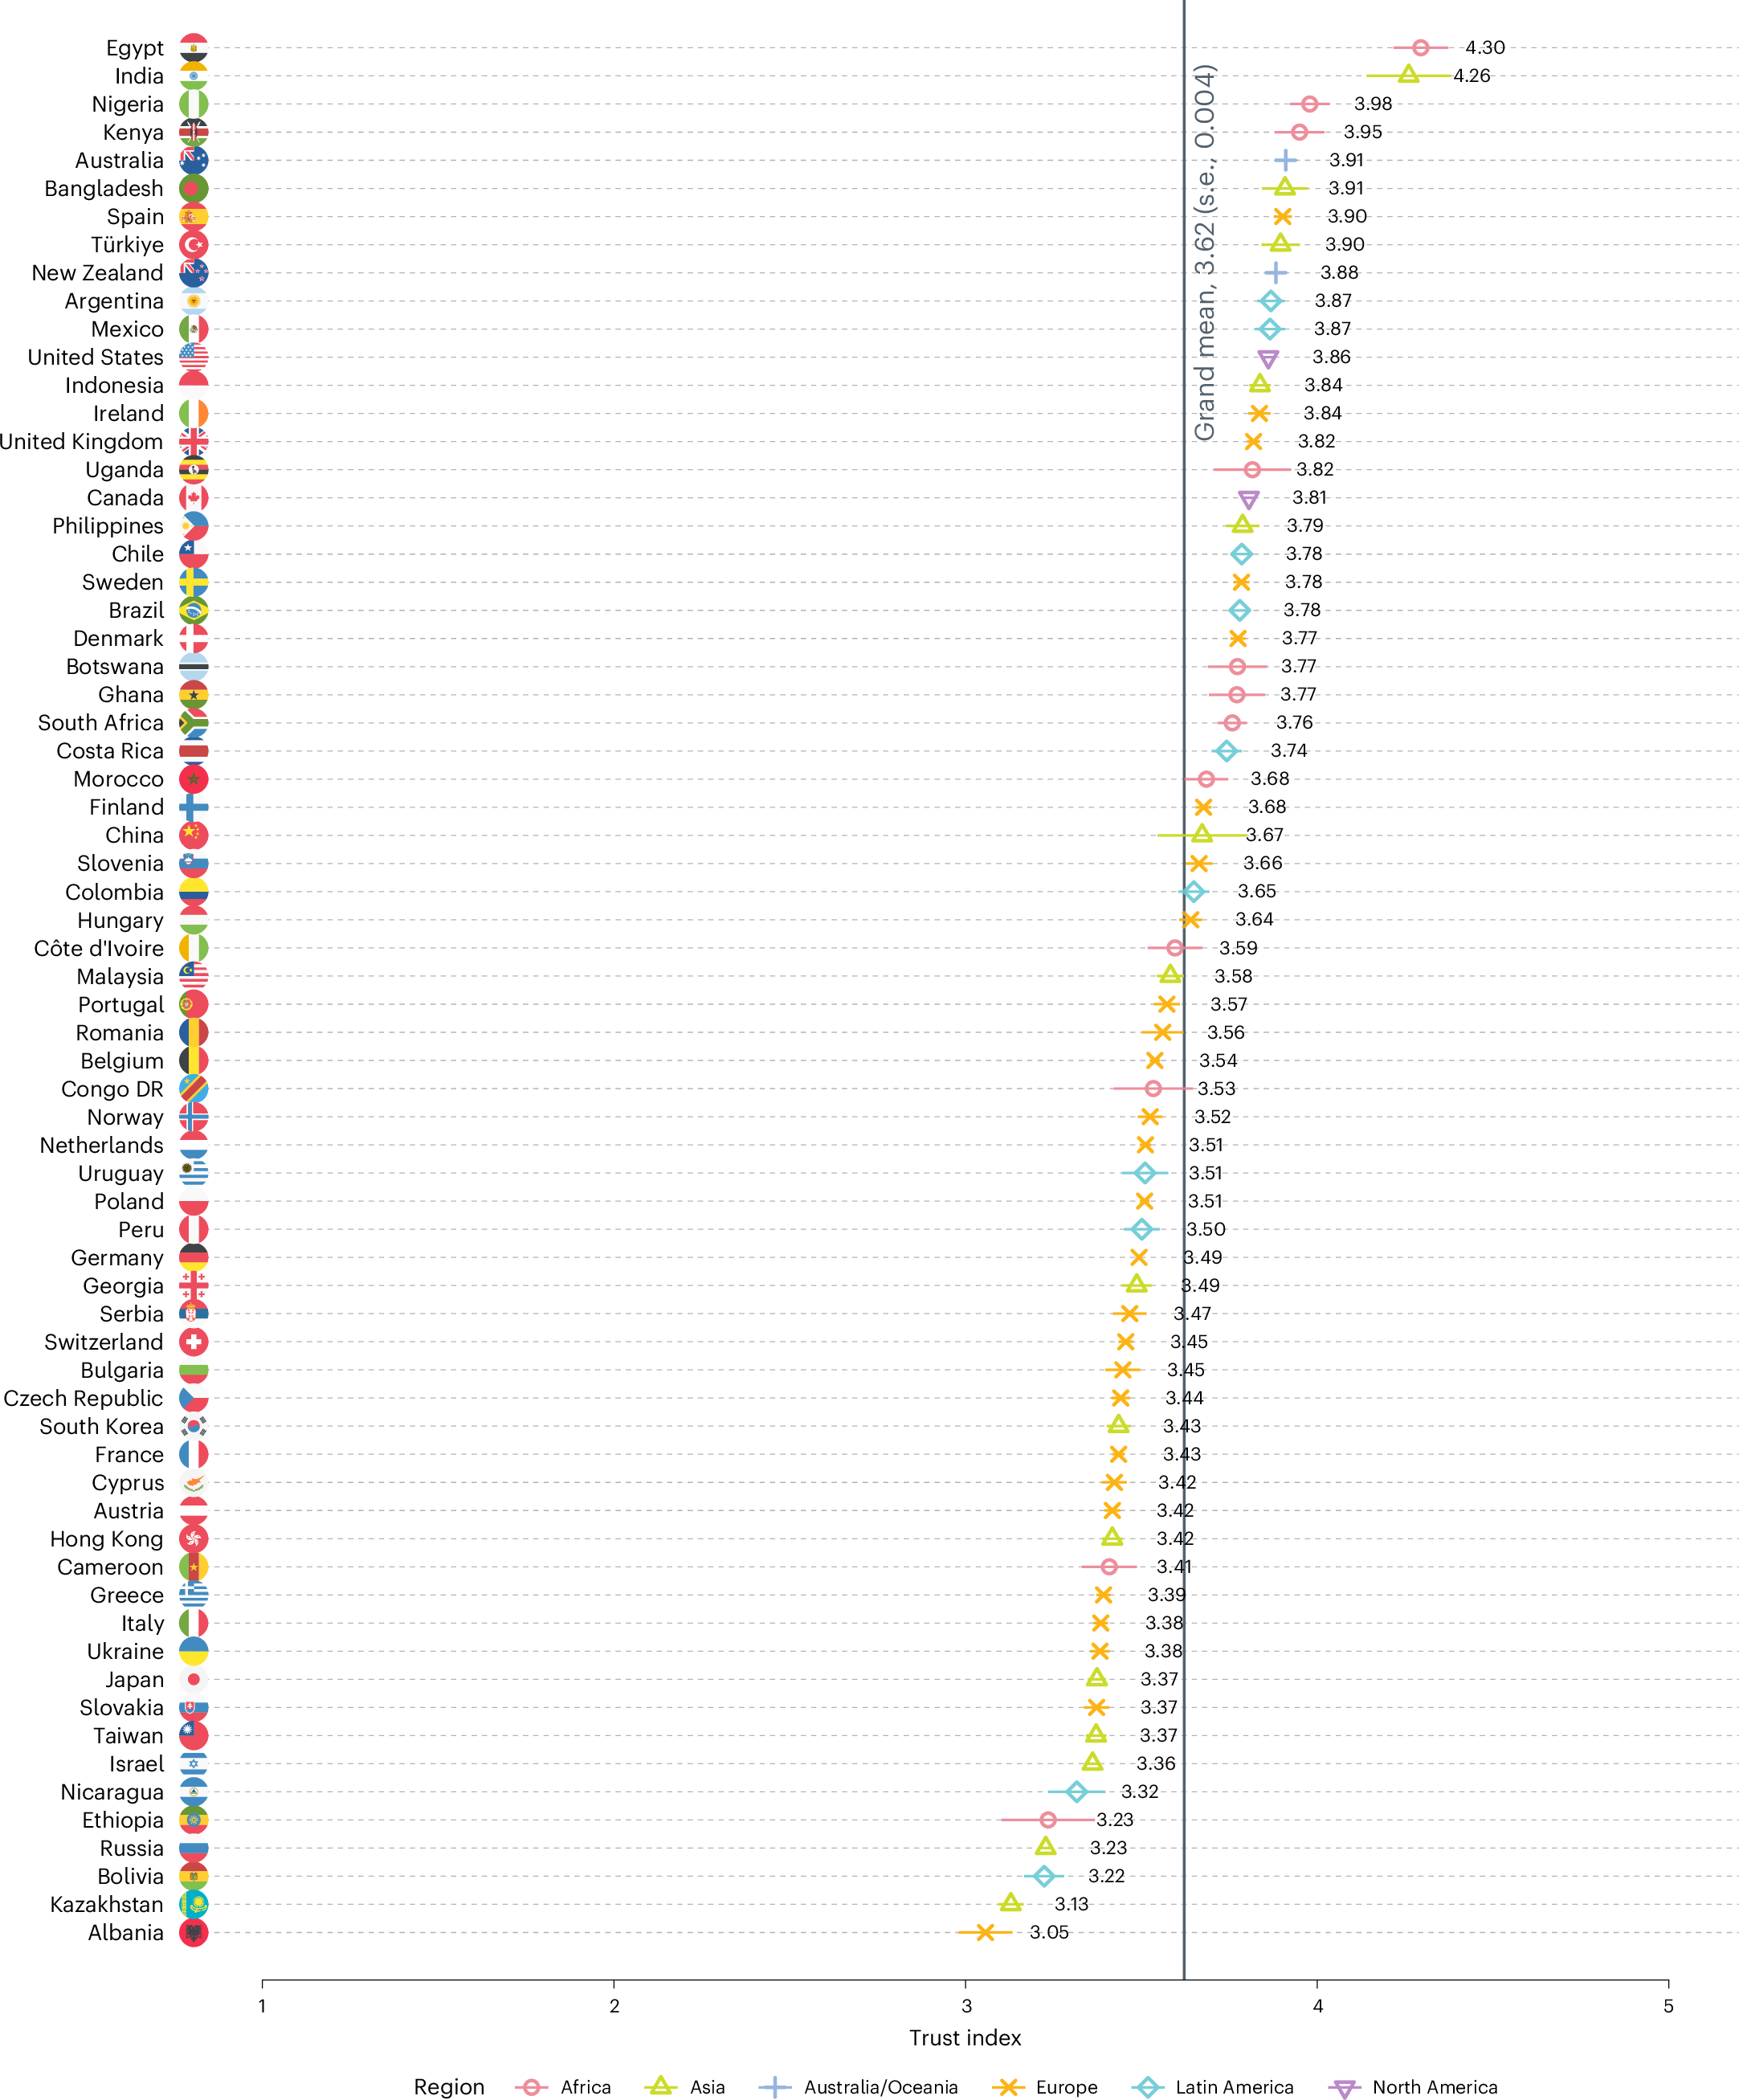 Egypt 4.30
India 4.26
Nigeria 3.98
Kenya 3.95
Australia 3.91
Bangladesh 3.91
Spain 3.90
Türkiye 3.90
New Zealand 3.88
Argentina 3.87
Mexico 3.87
United States 3.86
Indonesia 3.84
Ireland 3.84
United Kingdom 3.82
Uganda 3.82
Canada 3.81
Philippines 3.79
Chile 3.78
Sweden 3.78
Brazil 3.78
Denmark 3.77
Botswana 3.77
Ghana 3.77
South Africa 3.76
Costa Rica 3.74
Morocco 3.68
Finland 3.68
China 3.67
Slovenia 3.66
Colombia 3.65
Hungary 3.64
Côte d'Ivoire 3.59
Malaysia 3.58
Portugal 3.57
Romania 3.56
Belgium 3.54
Congo DR 3.53
Norway 3.52
Netherlands 3.51
Uruguay 3.51
Poland 3.51
Peru 3.50
Germany 3.49
Georgia 3.49
Serbia 3.47
Switzerland 3.45
Bulgaria 3.45
Czech Republic 3.44
South Korea 3.43
France 3.43
Cyprus 3.42
Austria 3.42
Hong Kong 3.42
Cameroon 3.41
Greece 3.39
Italy 3.38
Ukraine 3.38
Japan 3.37
Slovakia 3.37
Taiwan 3.37
Israel 3.36
Nicaragua 3.32
Ethiopia 3.23
Russia 3.23
Bolivia 3.22
Kazakhstan 3.13
Albania 3.05
Grand mean, 3.62 (s.e., 0.004)
1 2 3 4 5
Trust index
Region Africa Asia Australia/Oceania Europe Latin America North America